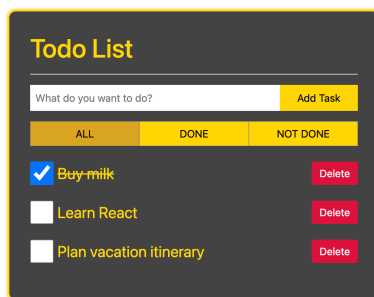 Todo List
What do you want to do? Add Task
ALL DONE NOT DONE
Buy milk Delete
Learn React Delete
Plan vacation itinerary Delete